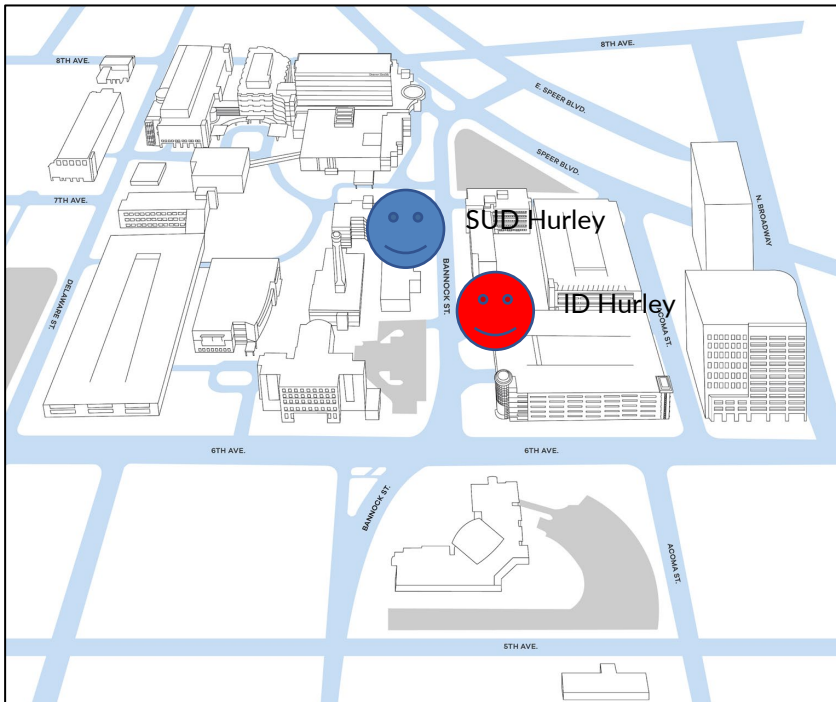 8TH AVE.
8TH AVE.
E. SPEER BLVD.
SPEER BLVD.
7TH AVE.
N. BROADWAY
SUD Hurley
DELAWARE ST.
BANNOCK ST.
ID Hurley
ACOMA ST.
6TH AVE.
6TH AVE.
BANNOCK ST.
ACOMA ST.
5TH AVE.